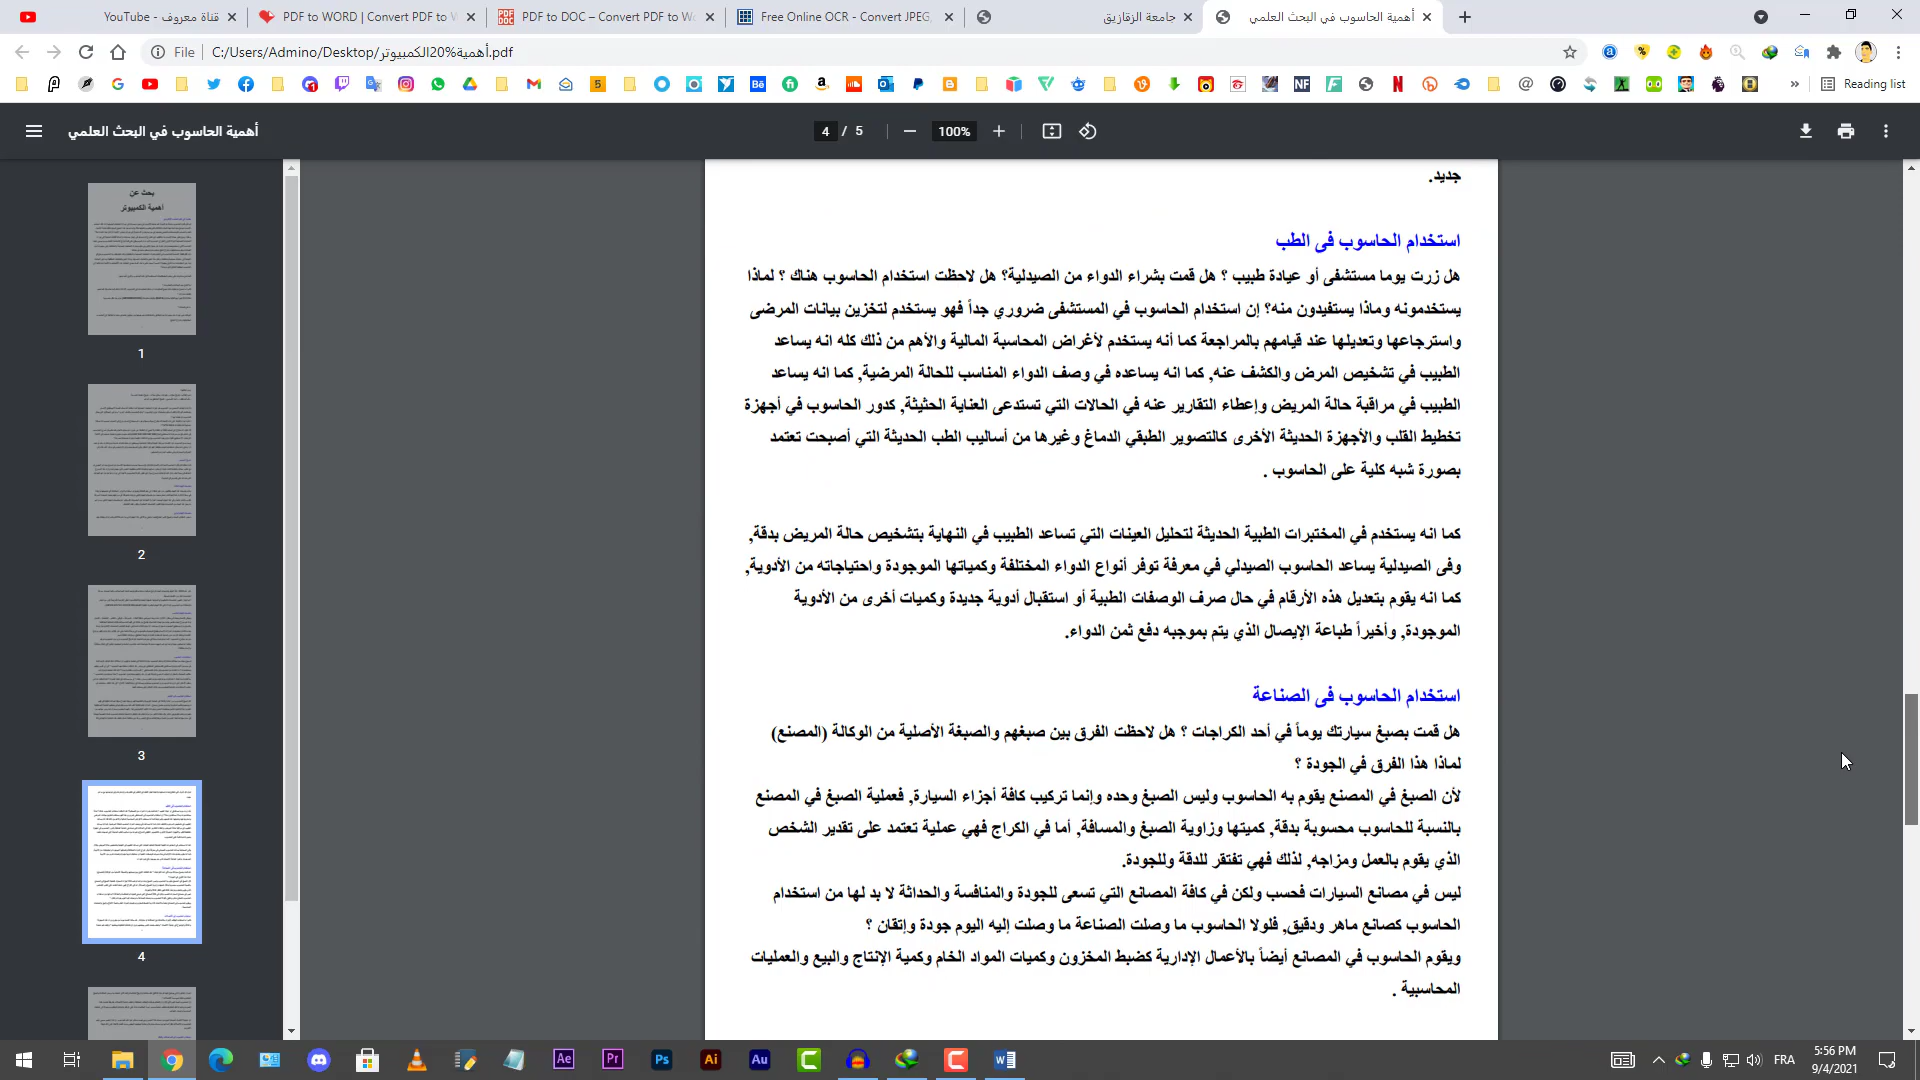 قناة معروف - YouTube
PDF to WORD | Convert PDF to W
PDF to DOC – Convert PDF to Wo
Free Online OCR - Convert JPEG,
جامعة الزقازيق
أهمية الحاسوب في البحث العلمي
File
C:/Users/Admino/Desktop/أهمية%20الكمبيوتر.pdf
Reading list
أهمية الحاسوب في البحث العلمي
4 / 5
100%
بحث عن
أهمية الكمبيوتر
1
2
3
4
جديد.
استخدام الحاسوب فى الطب
هل زرت يوما مستشفى أو عيادة طبيب ؟ هل قمت بشراء الدواء من الصيدلية؟ هل لاحظت استخدام الحاسوب هناك ؟ لماذا
يستخدمونه وماذا يستفيدون منه؟ إن استخدام الحاسوب في المستشفى ضروري جداً فهو يستخدم لتخزين بيانات المرضى
واسترجاعها وتعديلها عند قيامهم بالمراجعة كما أنه يستخدم لأغراض المحاسبة المالية والأهم من ذلك كله انه يساعد
الطبيب في تشخيص المرض والكشف عنه, كما انه يساعده في وصف الدواء المناسب للحالة المرضية, كما انه يساعد
الطبيب في مراقبة حالة المريض وإعطاء التقارير عنه في الحالات التي تستدعى العناية الحثيثة, كدور الحاسوب في أجهزة
تخطيط القلب والأجهزة الحديثة الأخرى كالتصوير الطبقي الدماغ وغيرها من أساليب الطب الحديثة التي أصبحت تعتمد
بصورة شبه كلية على الحاسوب .
كما انه يستخدم في المختبرات الطبية الحديثة لتحليل العينات التي تساعد الطبيب في النهاية بتشخيص حالة المريض بدقة,
وفى الصيدلية يساعد الحاسوب الصيدلي في معرفة توفر أنواع الدواء المختلفة وكمياتها الموجودة واحتياجاته من الأدوية,
كما انه يقوم بتعديل هذه الأرقام في حال صرف الوصفات الطبية أو استقبال أدوية جديدة وكميات أخرى من الأدوية
الموجودة, وأخيراً طباعة الإيصال الذي يتم بموجبه دفع ثمن الدواء.
استخدام الحاسوب فى الصناعة
هل قمت بصبغ سيارتك يوماً في أحد الكراجات ؟ هل لاحظت الفرق بين صبغهم والصبغة الأصلية من الوكالة (المصنع)
لماذا هذا الفرق في الجودة ؟
لأن الصبغ في المصنع يقوم به الحاسوب وليس الصبغ وحده وإنما تركيب كافة أجزاء السيارة, فعملية الصبغ في المصنع
بالنسبة للحاسوب محسوبة بدقة, كميتها وزاوية الصبغ والمسافة, أما في الكراج فهي عملية تعتمد على تقدير الشخص
الذي يقوم بالعمل ومزاجه, لذلك فهي تفتقر للدقة وللجودة.
ليس في مصانع السيارات فحسب ولكن في كافة المصانع التي تسعى للجودة والمنافسة والحداثة لا بد لها من استخدام
الحاسوب كصانع ماهر ودقيق, فلولا الحاسوب ما وصلت الصناعة ما وصلت إليه اليوم جودة وإتقان ؟
ويقوم الحاسوب في المصانع أيضاً بالأعمال الإدارية كضبط المخزون وكميات المواد الخام وكمية الإنتاج والبيع والعمليات
المحاسبية .
FRA
5:56 PM
9/4/2021